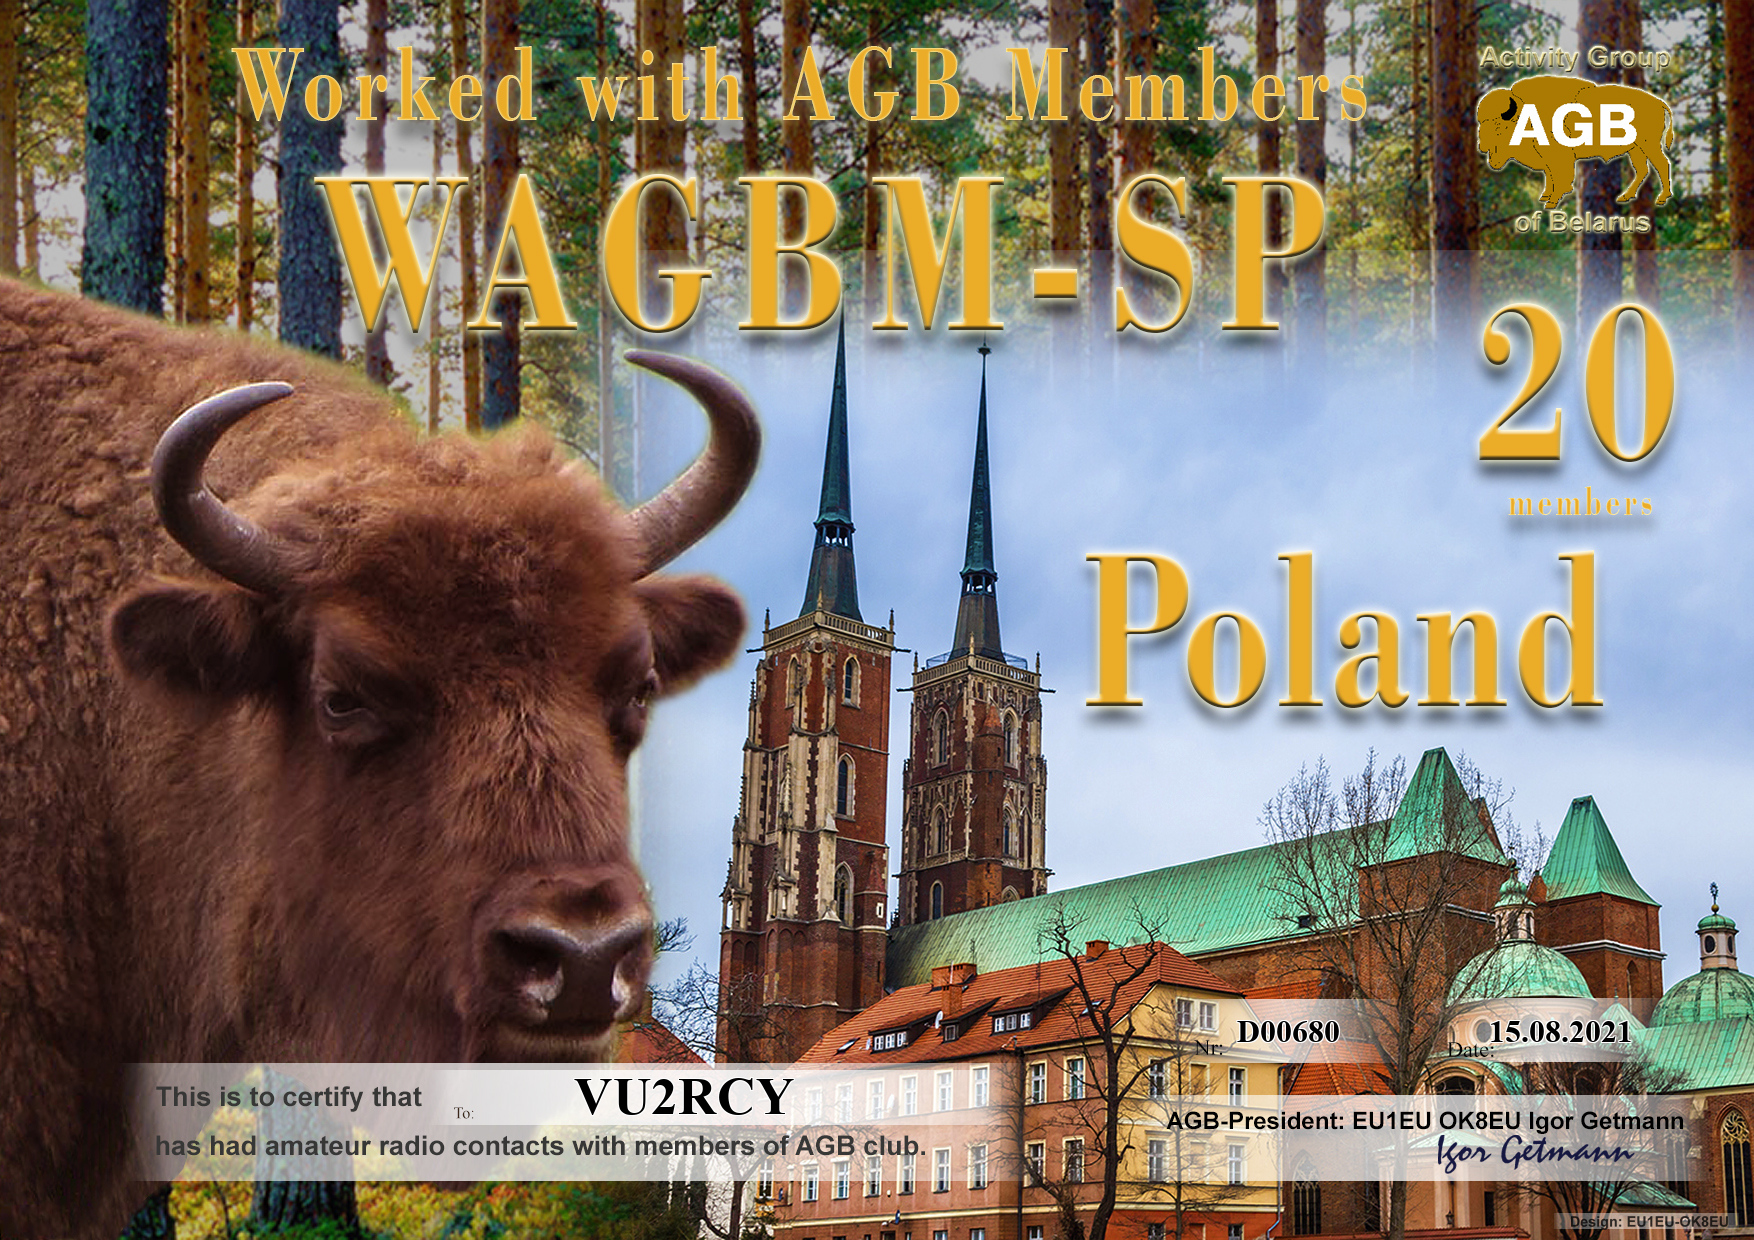 Worked with AGB Members
Activity Group
AGB
of Belarus
WAGBM-SP
20
members
Poland
Nr: D00680
Date: 15.08.2021
This is to certify that
To: VU2RCY
has had amateur radio contacts with members of AGB club.
AGB-President: EU1EU OK8EU Igor Getmann
Igor Getmann
Design: EU1EU-OK8EU